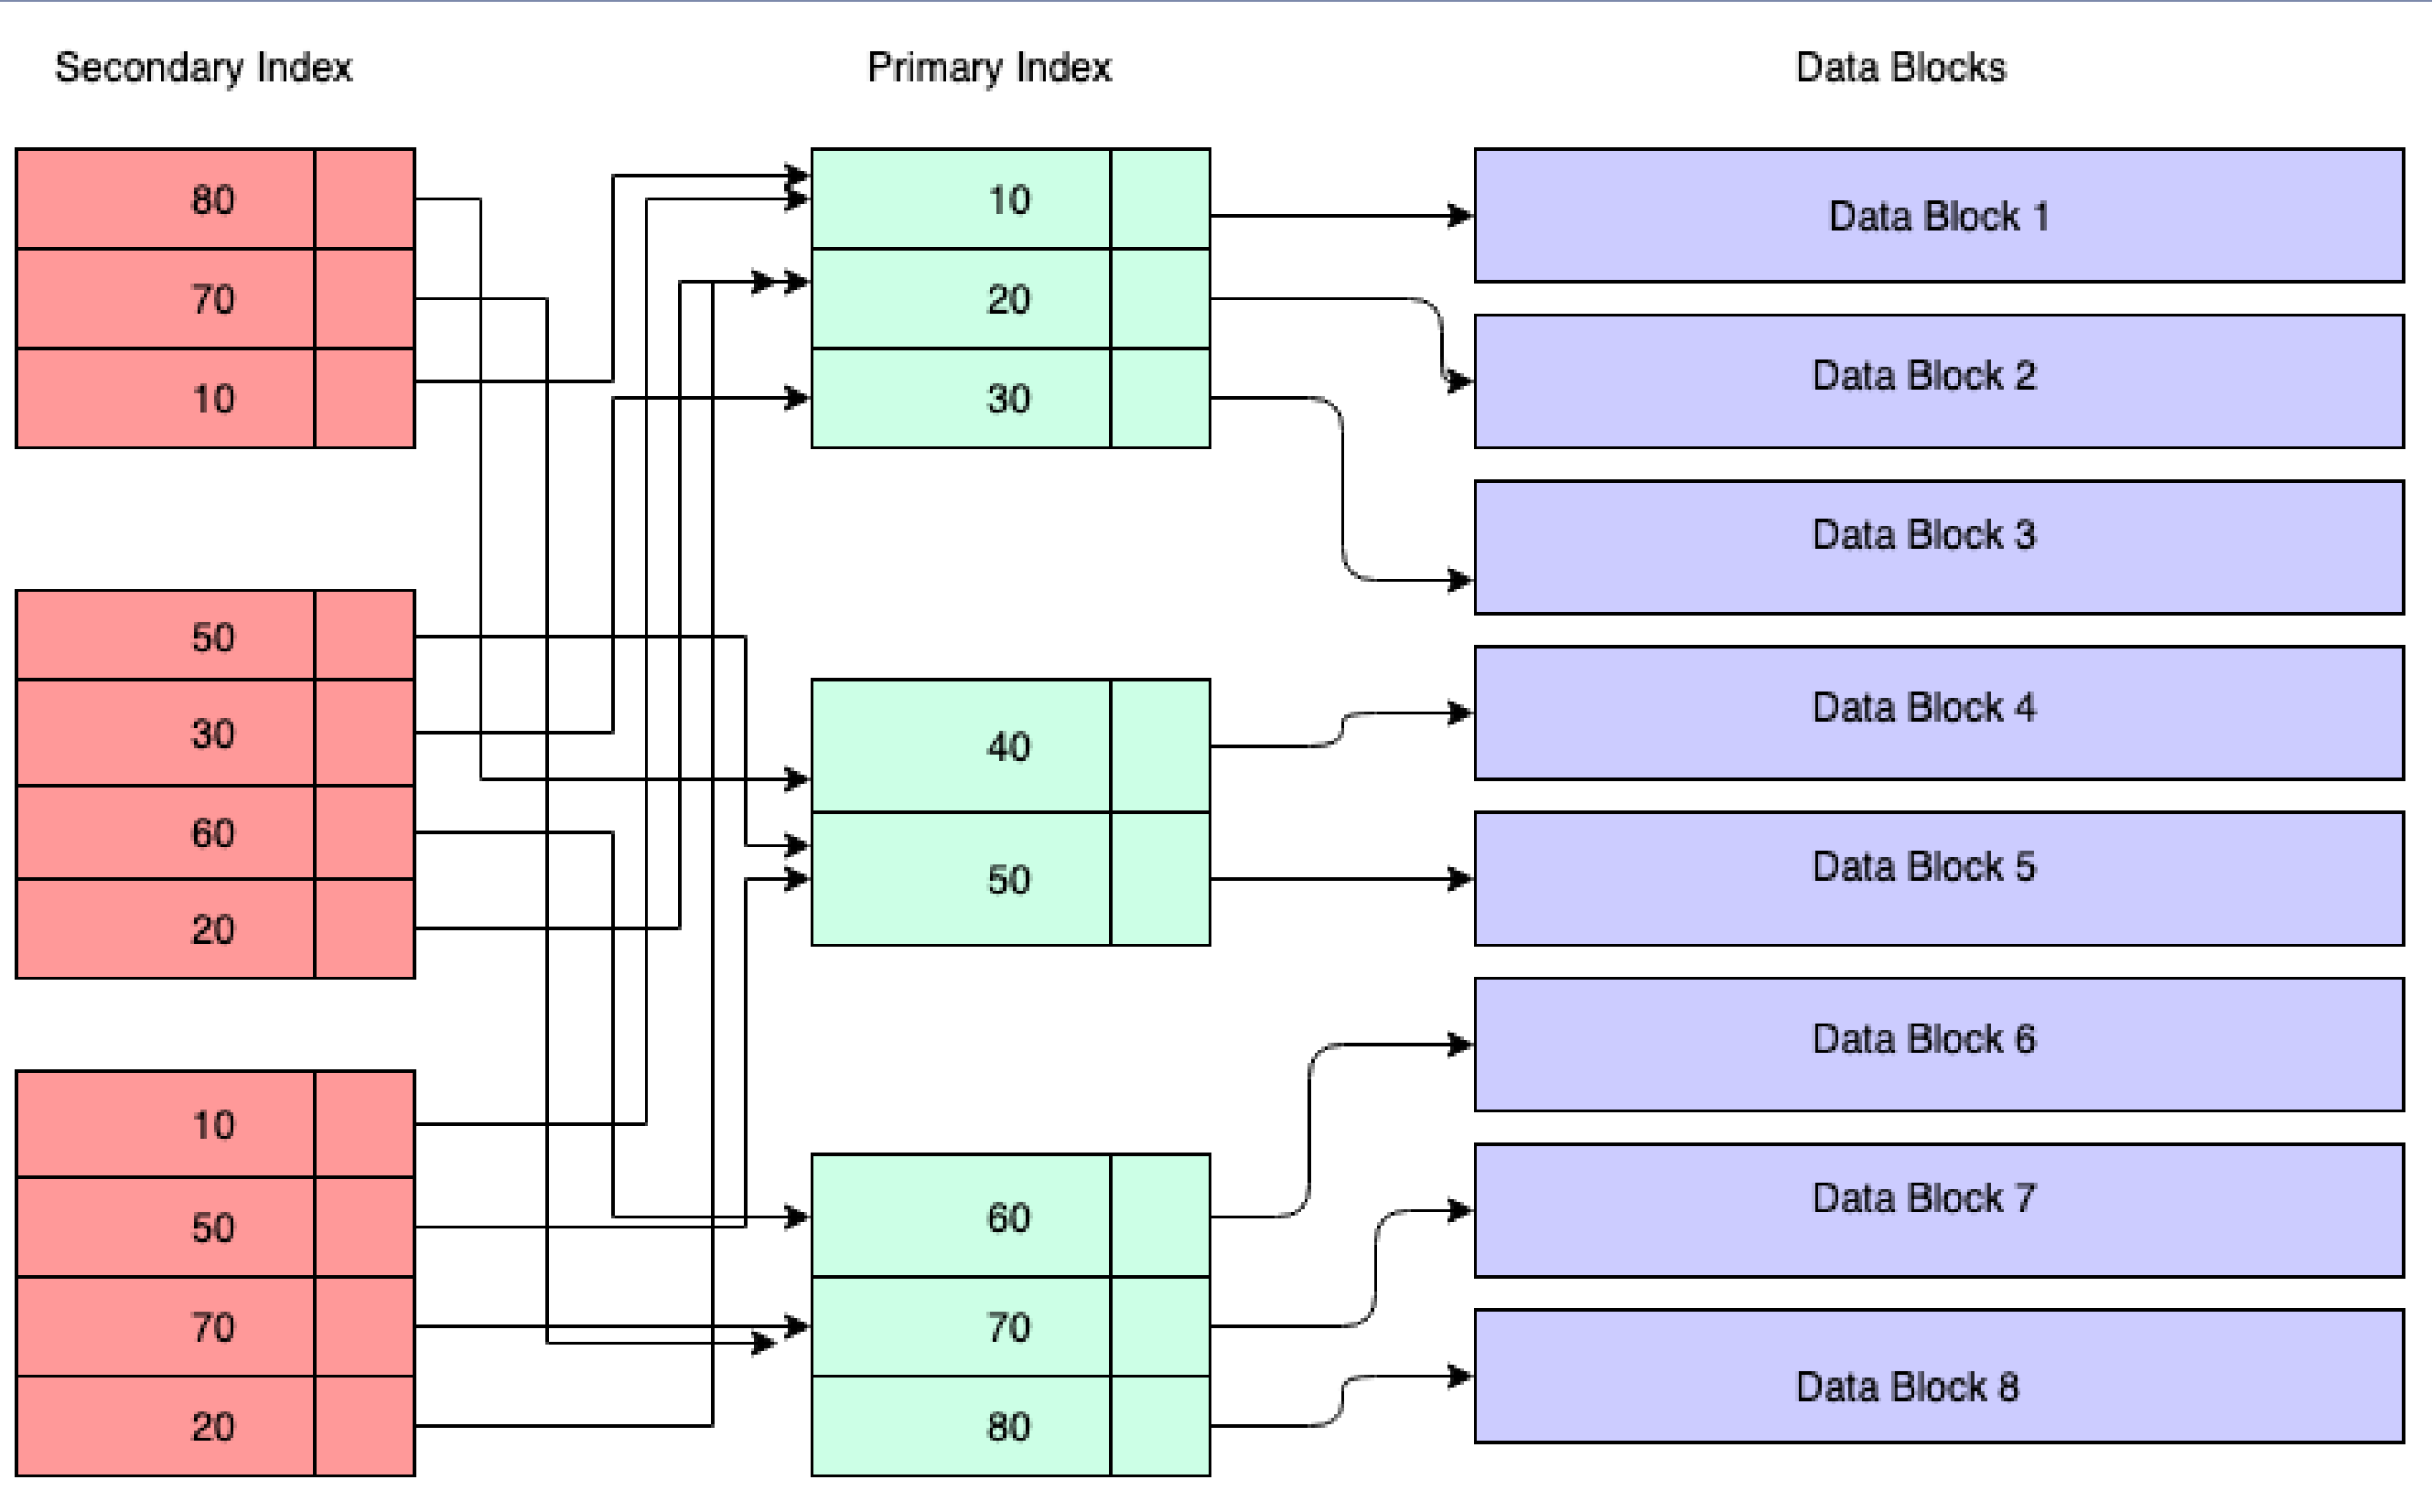 Secondary Index
Primary Index
Data Blocks
80
70
10
50
30
60
20
10
50
70
20
10
20
30
40
50
60
70
80
Data Block 1
Data Block 2
Data Block 3
Data Block 4
Data Block 5
Data Block 6
Data Block 7
Data Block 8